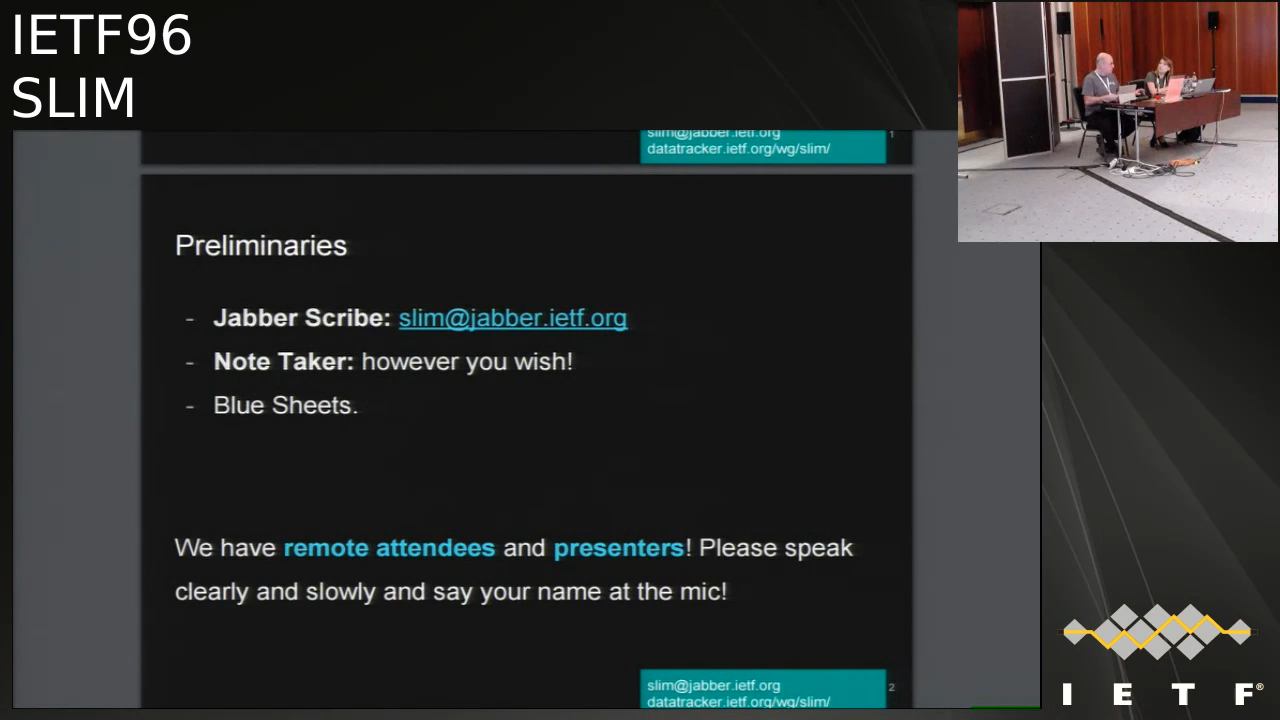 IETF96
SLIM
slim@jabber.ietf.org
datatracker.ietf.org/wg/slim/
1
Preliminaries
- Jabber Scribe: slim@jabber.ietf.org
- Note Taker: however you wish!
- Blue Sheets.
We have remote attendees and presenters! Please speak
clearly and slowly and say your name at the mic!
slim@jabber.ietf.org
2
datatracker.ietf.org/wg/slim/
I E T F®